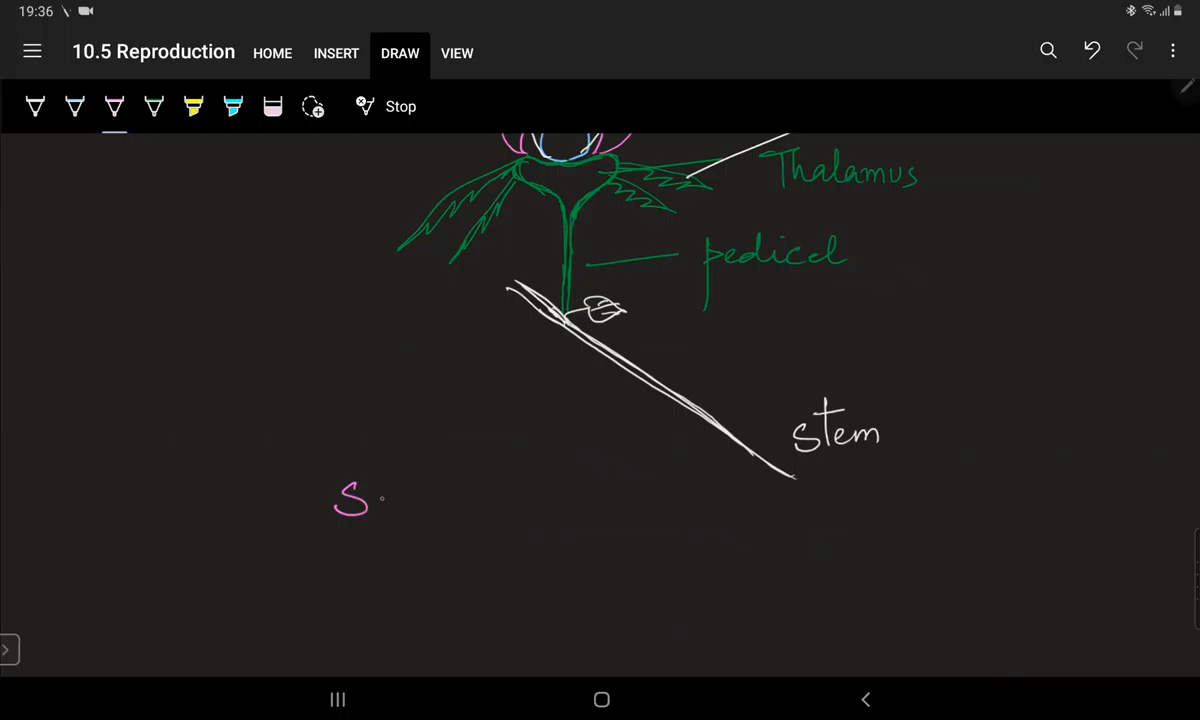 19:36
10.5 Reproduction HOME INSERT DRAW VIEW
Stop
Thalamus
pedicel
stem
S